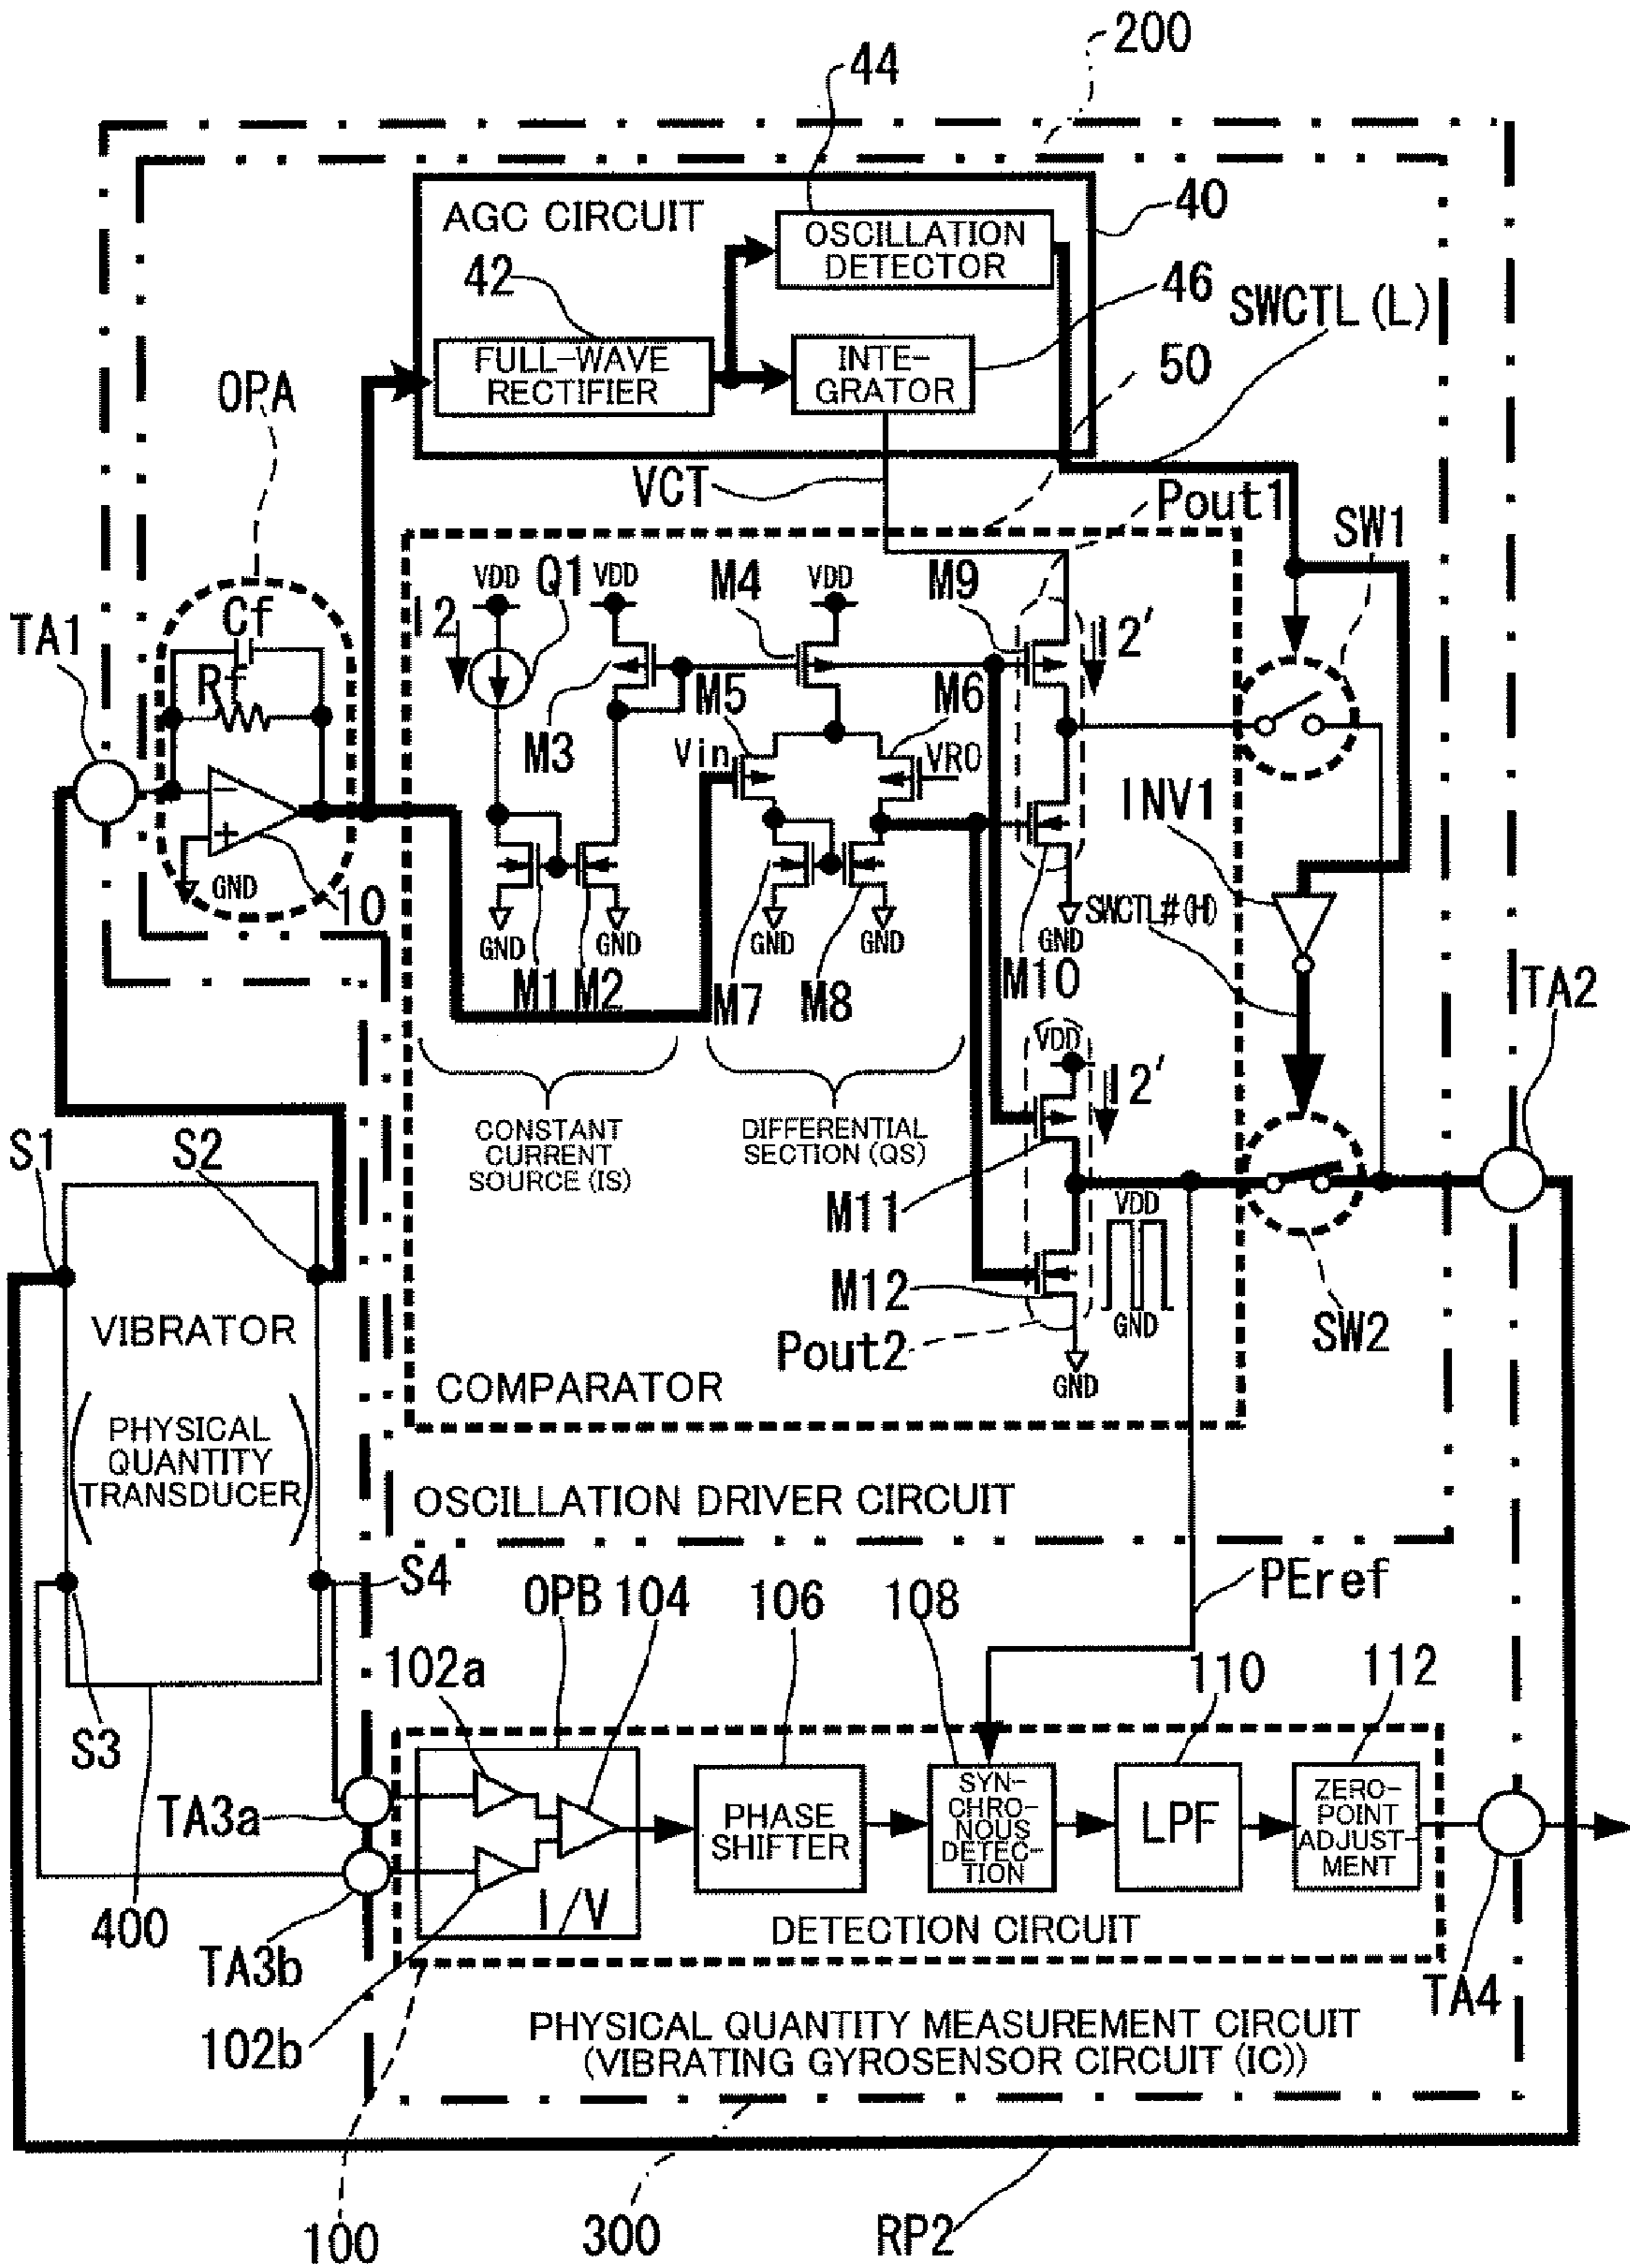 200
44
AGC CIRCUIT
OSCILLATION
DETECTOR
40
42
46
SWCTL (L)
FULL-WAVE
RECTIFIER
INTE-
GRATOR
50
OPA
VCT
Pout1
SW1
TA1
Cf
Rf
I2
VDD
Q1
VDD
M4
VDD
M9
I2'
M3
M5
M6
Vin
VR0
INV1
GND
10
GND
GND
GND
GND
GND
SWCTL#(H)
M1
M2
M7
M8
M10
TA2
VDD
I2'
CONSTANT
CURRENT
SOURCE (IS)
DIFFERENTIAL
SECTION (QS)
S1
S2
M11
VDD
GND
M12
SW2
Pout2
GND
VIBRATOR
(PHYSICAL
QUANTITY
TRANSDUCER)
COMPARATOR
OSCILLATION DRIVER CIRCUIT
S4
OPB
104
106
108
PEref
102a
110
112
S3
TA3a
PHASE
SHIFTER
SYN-
CHRO-
NOUS
DETEC-
TION
LPF
ZERO-
POINT
ADJUST-
MENT
400
TA3b
I/V
DETECTION CIRCUIT
TA4
102b
PHYSICAL QUANTITY MEASUREMENT CIRCUIT
(VIBRATING GYROSENSOR CIRCUIT (IC))
100
300
RP2